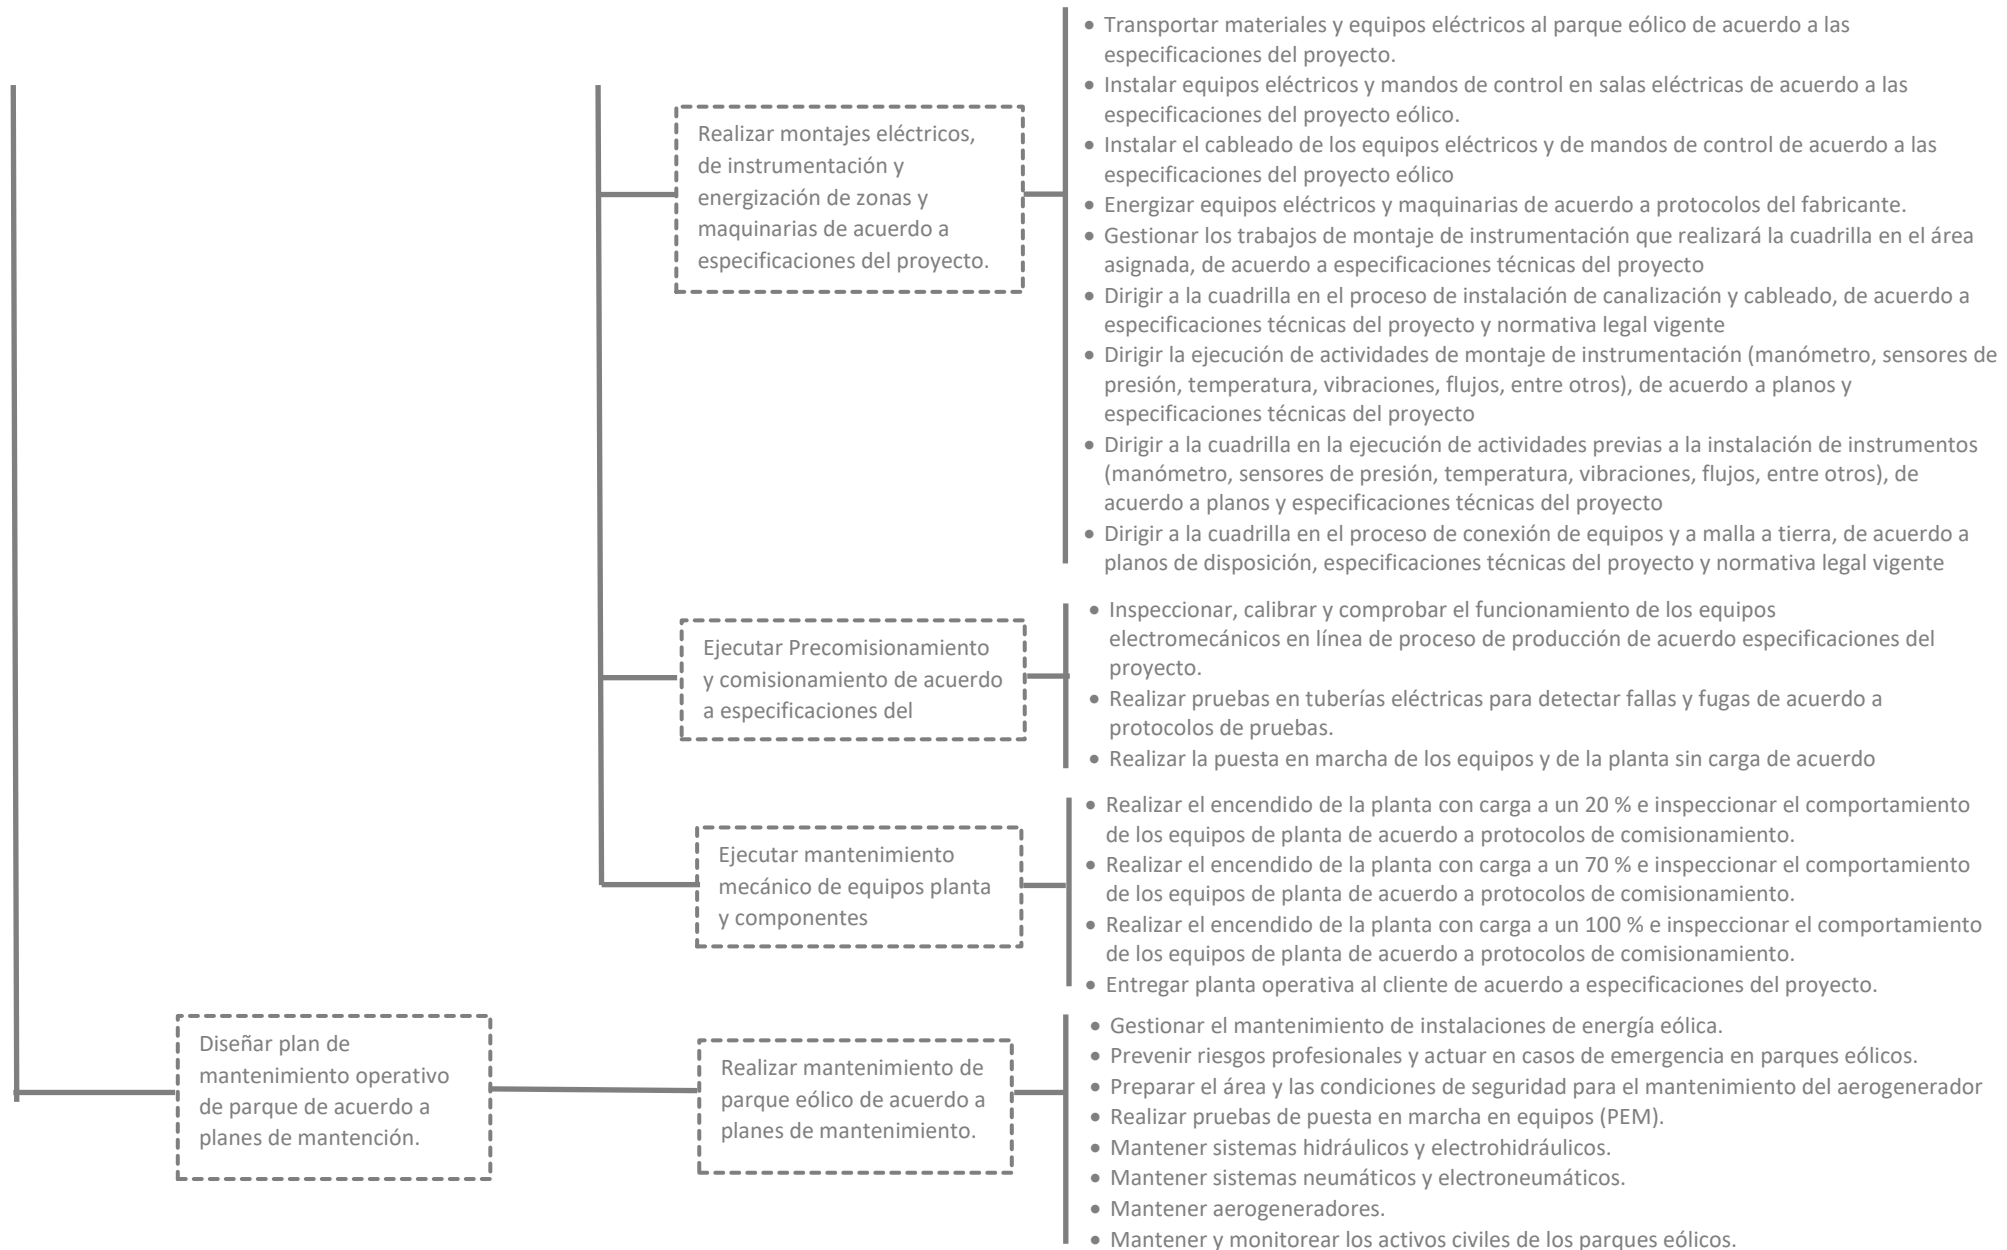 • Transportar materiales y equipos eléctricos al parque eólico de acuerdo a las
especificaciones del proyecto.
• Instalar equipos eléctricos y mandos de control en salas eléctricas de acuerdo a las
especificaciones del proyecto eólico.
• Instalar el cableado de los equipos eléctricos y de mandos de control de acuerdo a las
especificaciones del proyecto eólico
• Energizar equipos eléctricos y maquinarias de acuerdo a protocolos del fabricante.
• Gestionar los trabajos de montaje de instrumentación que realizará la cuadrilla en el área
asignada, de acuerdo a especificaciones técnicas del proyecto
• Dirigir a la cuadrilla en el proceso de instalación de canalización y cableado, de acuerdo a
especificaciones técnicas del proyecto y normativa legal vigente
• Dirigir la ejecución de actividades de montaje de instrumentación (manómetro, sensores de
presión, temperatura, vibraciones, flujos, entre otros), de acuerdo a planos y
especificaciones técnicas del proyecto
• Dirigir a la cuadrilla en la ejecución de actividades previas a la instalación de instrumentos
(manómetro, sensores de presión, temperatura, vibraciones, flujos, entre otros), de
acuerdo a planos y especificaciones técnicas del proyecto
• Dirigir a la cuadrilla en el proceso de conexión de equipos y a malla a tierra, de acuerdo a
planos de disposición, especificaciones técnicas del proyecto y normativa legal vigente
Realizar montajes eléctricos,
de instrumentación y
energización de zonas y
maquinarias de acuerdo a
especificaciones del proyecto.
• Inspeccionar, calibrar y comprobar el funcionamiento de los equipos
electromecánicos en línea de proceso de producción de acuerdo especificaciones del
proyecto.
• Realizar pruebas en tuberías eléctricas para detectar fallas y fugas de acuerdo a
protocolos de pruebas.
• Realizar la puesta en marcha de los equipos y de la planta sin carga de acuerdo
Ejecutar Precomisionamiento
y comisionamiento de acuerdo
a especificaciones del
• Realizar el encendido de la planta con carga a un 20 % e inspeccionar el comportamiento
de los equipos de planta de acuerdo a protocolos de comisionamiento.
• Realizar el encendido de la planta con carga a un 70 % e inspeccionar el comportamiento
de los equipos de planta de acuerdo a protocolos de comisionamiento.
• Realizar el encendido de la planta con carga a un 100 % e inspeccionar el comportamiento
de los equipos de planta de acuerdo a protocolos de comisionamiento.
• Entregar planta operativa al cliente de acuerdo a especificaciones del proyecto.
Ejecutar mantenimiento
mecánico de equipos planta
y componentes
Diseñar plan de
mantenimiento operativo
de parque de acuerdo a
planes de mantención.
Realizar mantenimiento de
parque eólico de acuerdo a
planes de mantenimiento.
• Gestionar el mantenimiento de instalaciones de energía eólica.
• Prevenir riesgos profesionales y actuar en casos de emergencia en parques eólicos.
• Preparar el área y las condiciones de seguridad para el mantenimiento del aerogenerador
• Realizar pruebas de puesta en marcha en equipos (PEM).
• Mantener sistemas hidráulicos y electrohidráulicos.
• Mantener sistemas neumáticos y electroneumáticos.
• Mantener aerogeneradores.
• Mantener y monitorear los activos civiles de los parques eólicos.